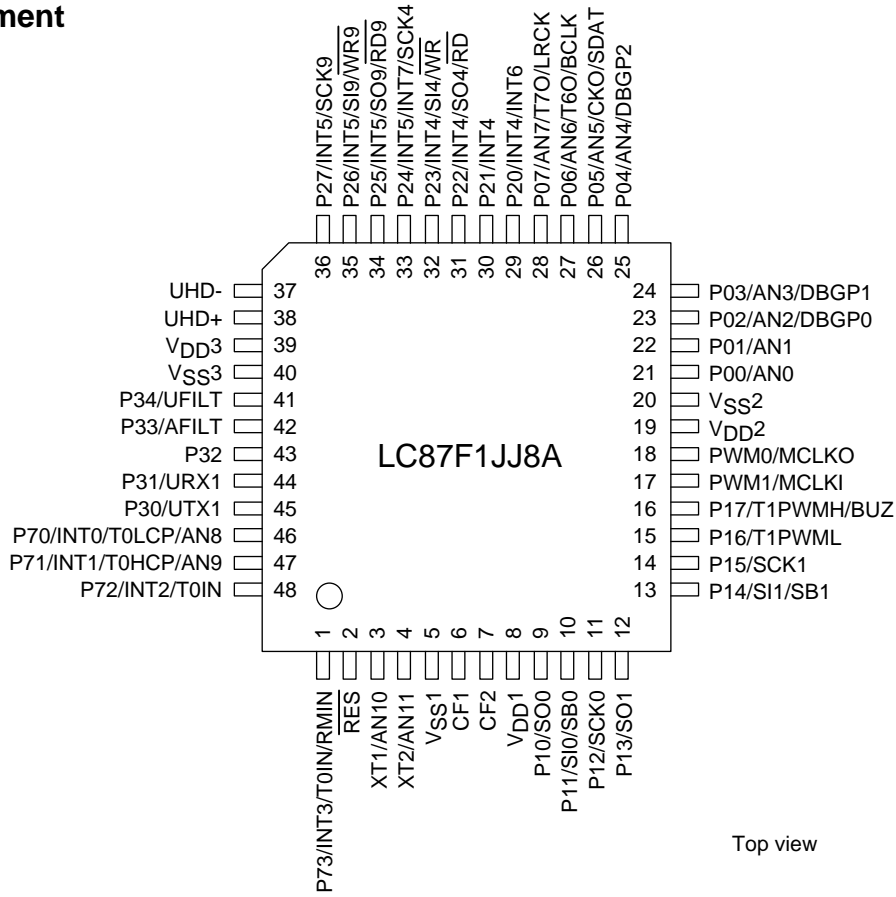 ment
P27/INT5/SCK9
P26/INT5/SI9/WR9
P25/INT5/SO9/RD9
P24/INT5/INT7/SCK4
P23/INT4/SI4/WR
P22/INT4/SO4/RD
P21/INT4
P20/INT4/INT6
P07/AN7/T7O/LRCK
P06/AN6/T6O/BCLK
P05/AN5/CKO/SDAT
P04/AN4/DBGP2
36
35
34
33
32
31
30
29
28
27
26
25
UHD- 37
UHD+ 38
VDD3 39
VSS3 40
P34/UFILT 41
P33/AFILT 42
P32 43
P31/URX1 44
P30/UTX1 45
P70/INT0/T0LCP/AN8 46
P71/INT1/T0HCP/AN9 47
P72/INT2/T0IN 48
LC87F1JJ8A
24 P03/AN3/DBGP1
23 P02/AN2/DBGP0
22 P01/AN1
21 P00/AN0
20 VSS2
19 VDD2
18 PWM0/MCLKO
17 PWM1/MCLKI
16 P17/T1PWMH/BUZ
15 P16/T1PWML
14 P15/SCK1
13 P14/SI1/SB1
1
2
3
4
5
6
7
8
9
10
11
12
P73/INT3/T0IN/RMIN
RES
XT1/AN10
XT2/AN11
VSS1
CF1
CF2
VDD1
P10/SO0
P11/SI0/SB0
P12/SCK0
P13/SO1
Top view